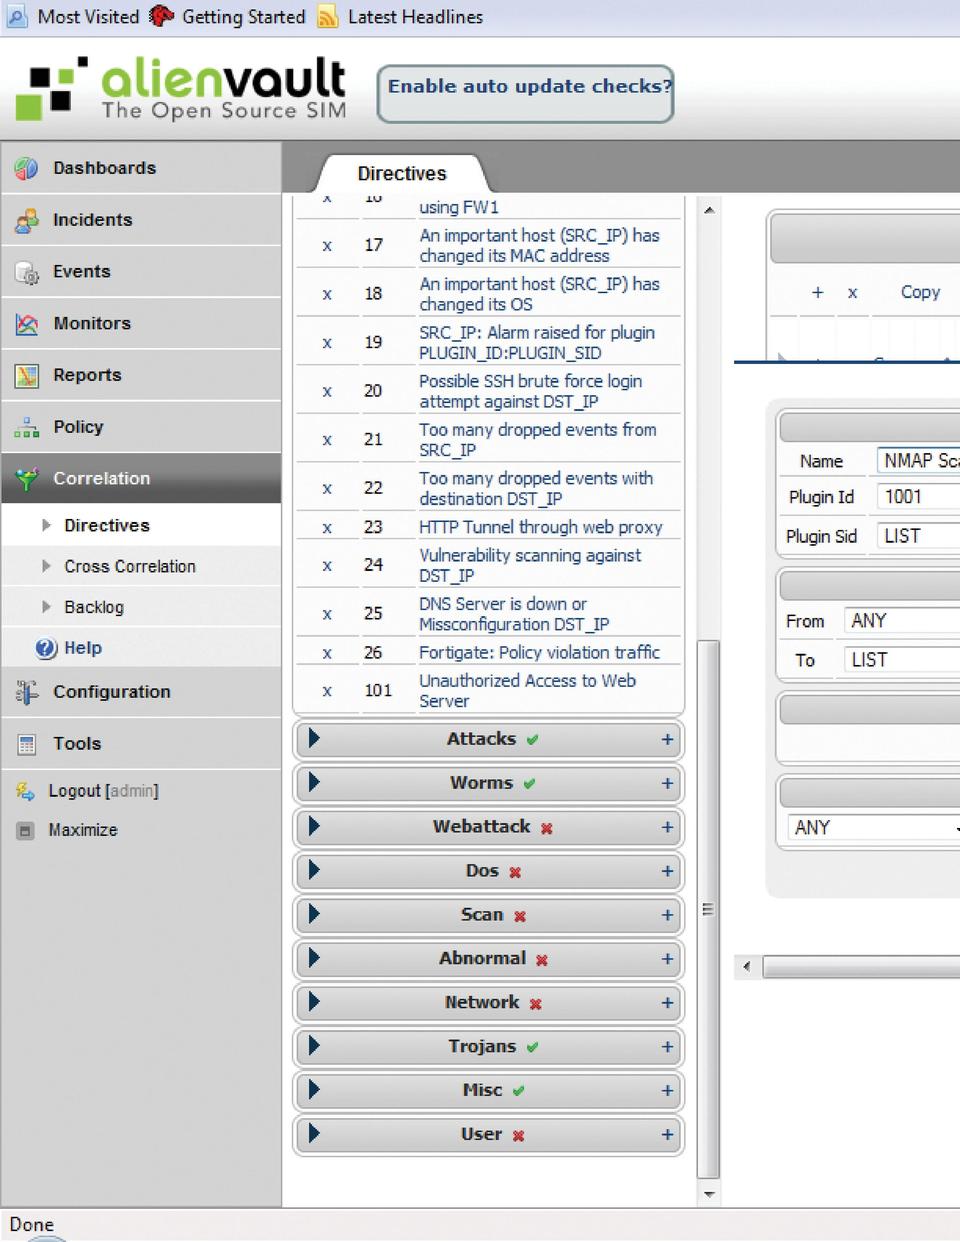 Most Visited Getting Started Latest Headlines
alienvault
The Open Source SIM
Enable auto update checks?
Dashboards
Incidents
Events
Monitors
Reports
Policy
Correlation
Directives
Cross Correlation
Backlog
Help
Configuration
Tools
Logout [admin]
Maximize
Directives
using FW1
x 17 An important host (SRC_IP) has
changed its MAC address
x 18 An important host (SRC_IP) has
changed its OS
x 19 SRC_IP: Alarm raised for plugin
PLUGIN_ID:PLUGIN_SID
x 20 Possible SSH brute force login
attempt against DST_IP
x 21 Too many dropped events from
SRC_IP
x 22 Too many dropped events with
destination DST_IP
x 23 HTTP Tunnel through web proxy
x 24 Vulnerability scanning against
DST_IP
x 25 DNS Server is down or
Missconfiguration DST_IP
x 26 Fortigate: Policy violation traffic
x 101 Unauthorized Access to Web
Server
Attacks +
Worms +
Webattack +
Dos +
Scan +
Abnormal +
Network +
Trojans +
Misc +
User +
+ x Copy
Name NMAP
Plugin Id 1001
Plugin Sid LIST
From ANY
To LIST
ANY
Done